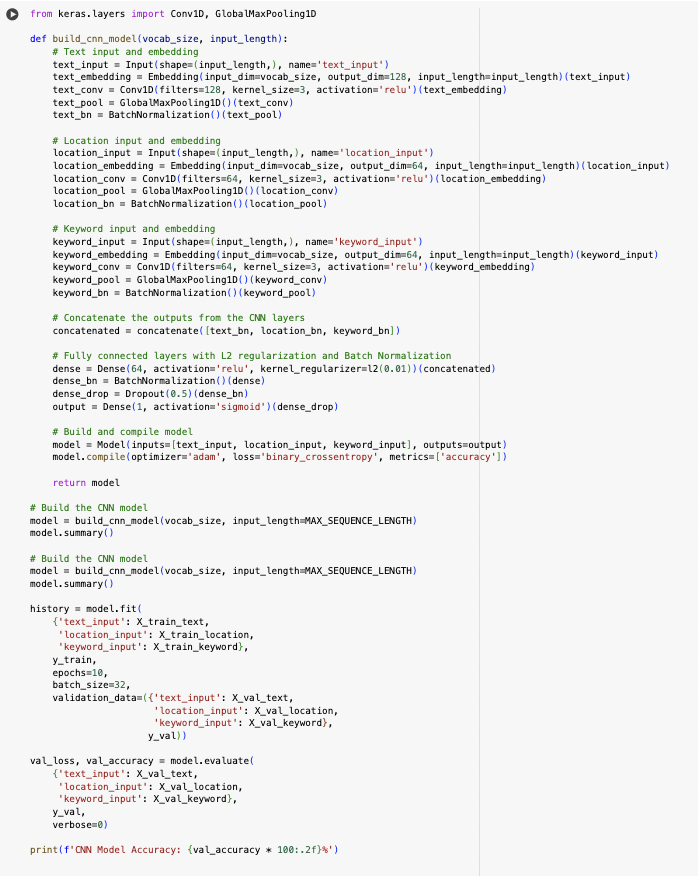 from keras.layers import Conv1D, GlobalMaxPooling1D

def build_cnn_model(vocab_size, input_length):
    # Text input and embedding
    text_input = Input(shape=(input_length,), name='text_input')
    text_embedding = Embedding(input_dim=vocab_size, output_dim=128, input_length=input_length)(text_input)
    text_conv = Conv1D(filters=128, kernel_size=3, activation='relu')(text_embedding)
    text_pool = GlobalMaxPooling1D()(text_conv)
    text_bn = BatchNormalization()(text_pool)

    # Location input and embedding
    location_input = Input(shape=(input_length,), name='location_input')
    location_embedding = Embedding(input_dim=vocab_size, output_dim=64, input_length=input_length)(location_input)
    location_conv = Conv1D(filters=64, kernel_size=3, activation='relu')(location_embedding)
    location_pool = GlobalMaxPooling1D()(location_conv)
    location_bn = BatchNormalization()(location_pool)

    # Keyword input and embedding
    keyword_input = Input(shape=(input_length,), name='keyword_input')
    keyword_embedding = Embedding(input_dim=vocab_size, output_dim=64, input_length=input_length)(keyword_input)
    keyword_conv = Conv1D(filters=64, kernel_size=3, activation='relu')(keyword_embedding)
    keyword_pool = GlobalMaxPooling1D()(keyword_conv)
    keyword_bn = BatchNormalization()(keyword_pool)

    # Concatenate the outputs from the CNN layers
    concatenated = concatenate([text_bn, location_bn, keyword_bn])

    # Fully connected layers with L2 regularization and Batch Normalization
    dense = Dense(64, activation='relu', kernel_regularizer=l2(0.01))(concatenated)
    dense_bn = BatchNormalization()(dense)
    dense_drop = Dropout(0.5)(dense_bn)
    output = Dense(1, activation='sigmoid')(dense_drop)

    # Build and compile model
    model = Model(inputs=[text_input, location_input, keyword_input], outputs=output)
    model.compile(optimizer='adam', loss='binary_crossentropy', metrics=['accuracy'])

    return model

# Build the CNN model
model = build_cnn_model(vocab_size, input_length=MAX_SEQUENCE_LENGTH)
model.summary()

# Build the CNN model
model = build_cnn_model(vocab_size, input_length=MAX_SEQUENCE_LENGTH)
model.summary()

history = model.fit(
    {'text_input': X_train_text,
     'location_input': X_train_location,
     'keyword_input': X_train_keyword},
    y_train,
    epochs=10,
    batch_size=32,
    validation_data=({'text_input': X_val_text,
                      'location_input': X_val_location,
                      'keyword_input': X_val_keyword},
                     y_val))

val_loss, val_accuracy = model.evaluate(
    {'text_input': X_val_text,
     'location_input': X_val_location,
     'keyword_input': X_val_keyword},
    y_val,
    verbose=0)

print(f'CNN Model Accuracy: {val_accuracy * 100:.2f}%')